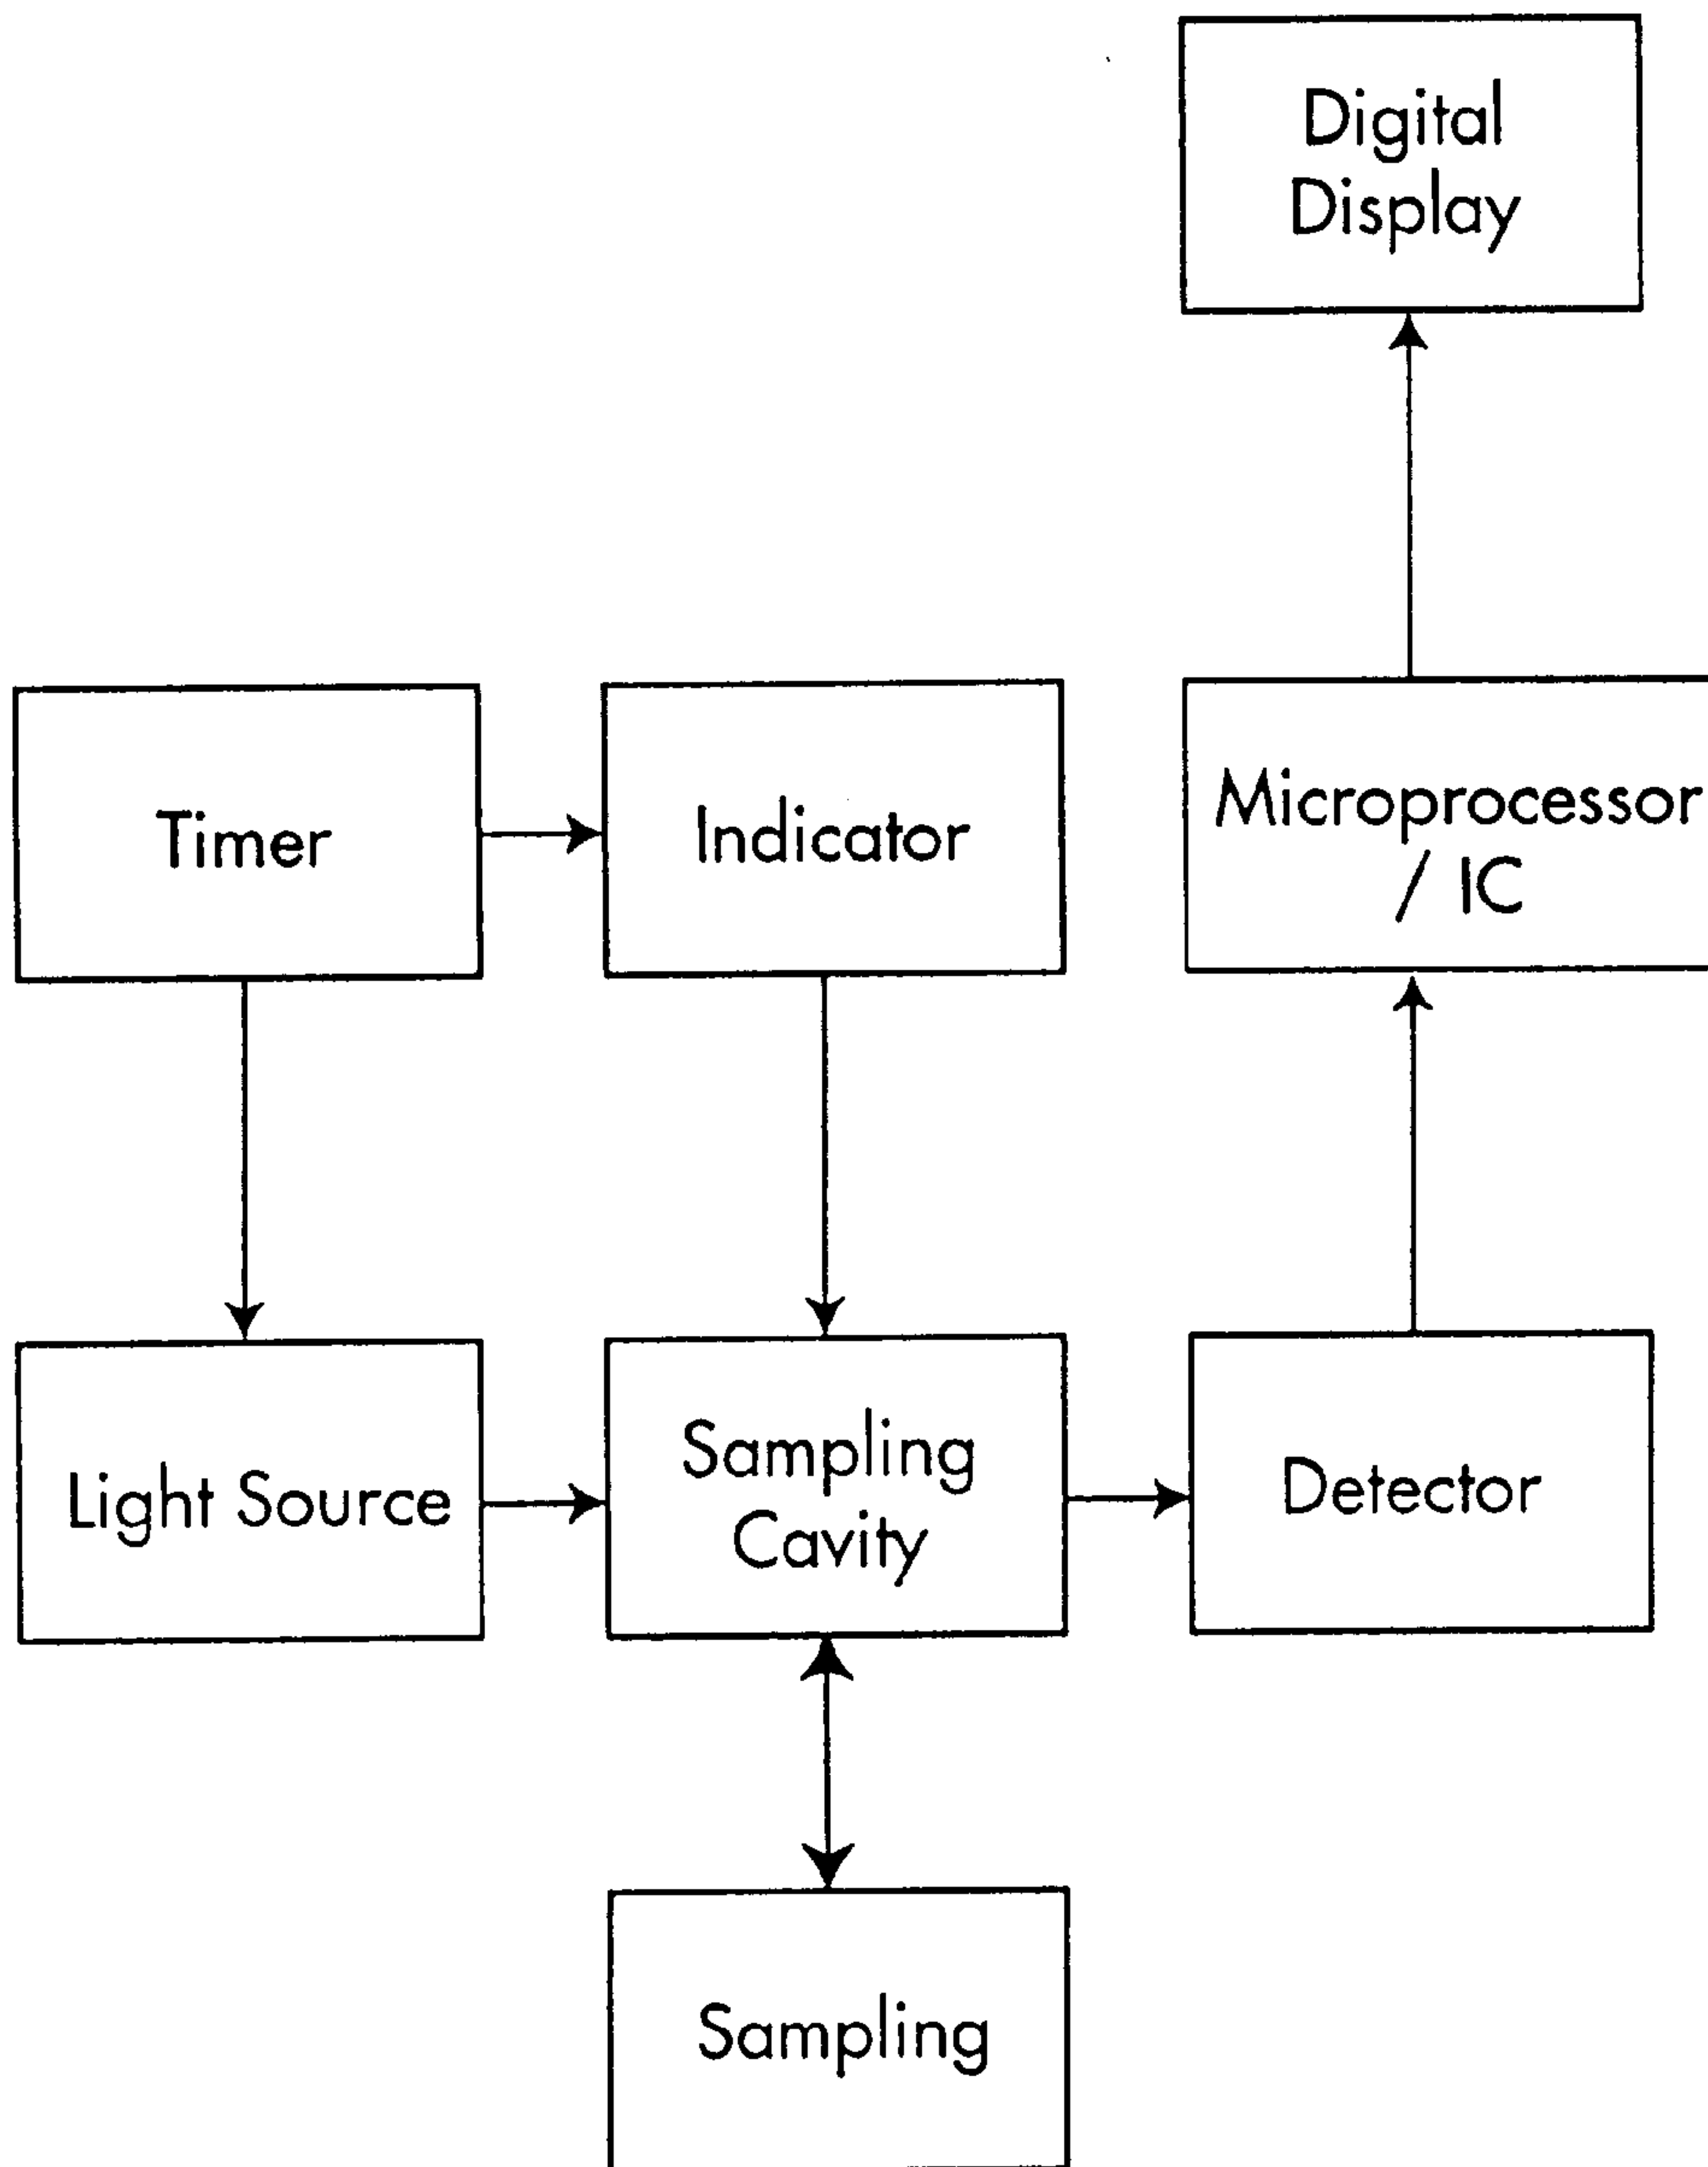 Digital
Display
Timer
Indicator
Microprocessor
/ IC
Light Source
Sampling
Cavity
Detector
Sampling